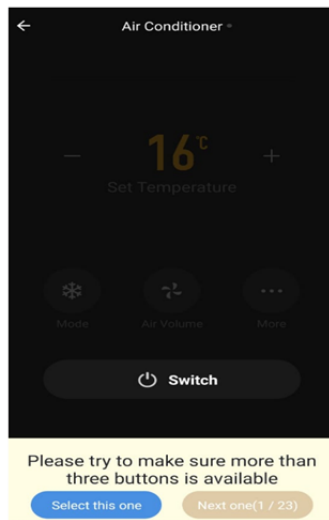 Air Conditioner
16°C
Set Temperature
Mode
Air Volume
More
Switch
Please try to make sure more than
three buttons is available
Select this one
Next one(1 / 23)